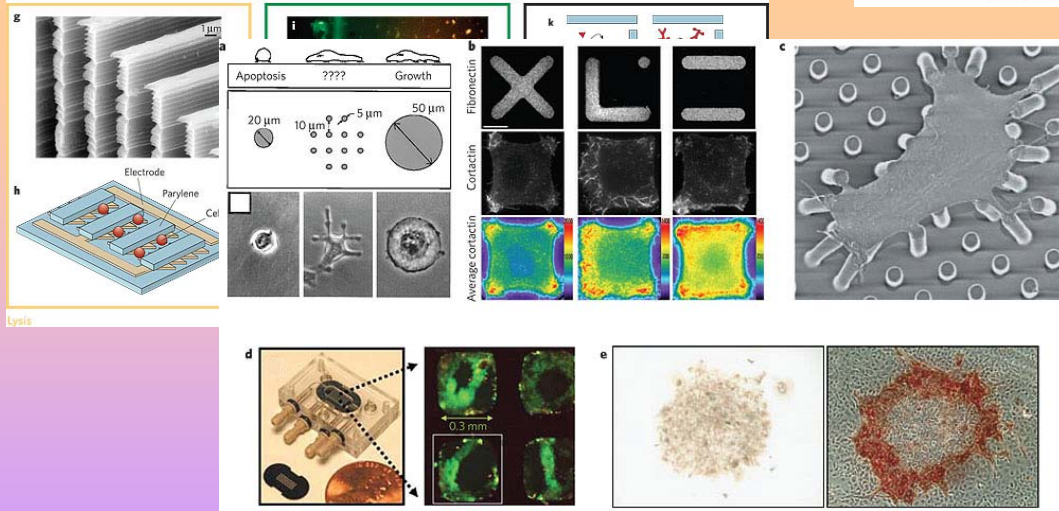 g
1 µm
h
Electrode
Parylene
Cel
Lysis
i
k
a
Apoptosis
????
Growth
20 µm
10 µm
5 µm
50 µm
b
Fibronectin
Cortactin
Average cortactin
c
d
0.3 mm
e